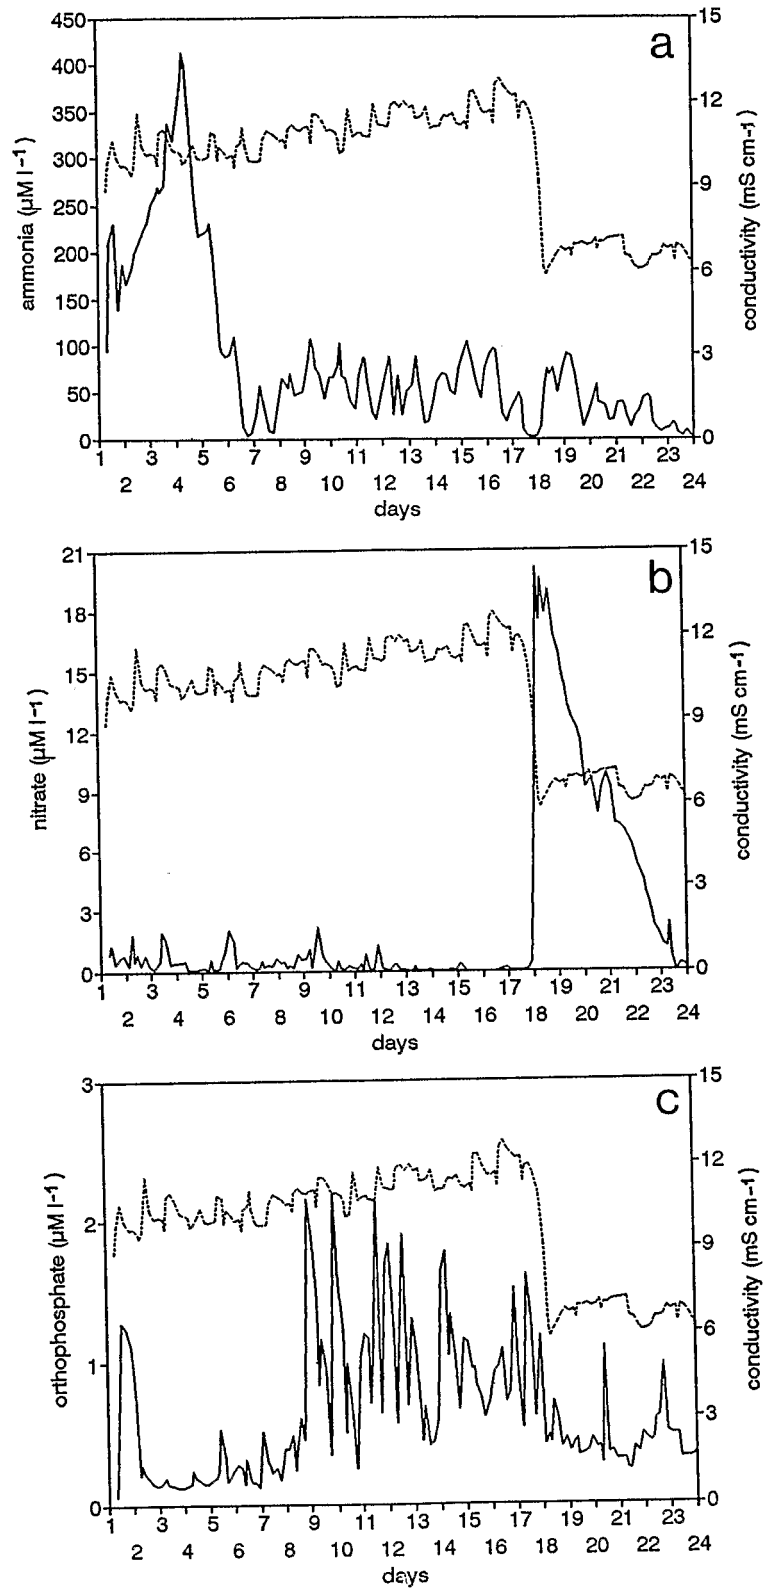 a
ammonia (µM l−1)
450
400
350
300
250
200
150
100
50
0
15
12
9
6
3
0
conductivity (mS cm-1)
1 3 5 7 9 11 13 15 17 19 21 23
2 4 6 8 10 12 14 16 18 20 22 24
days
b
nitrate (µM l−1)
21
18
15
12
9
6
3
0
15
12
9
6
3
0
conductivity (mS cm-1)
1 3 5 7 9 11 13 15 17 19 21 23
2 4 6 8 10 12 14 16 18 20 22 24
days
c
orthophosphate (µM l−1)
3
2
1
0
15
12
9
6
3
0
conductivity (mS cm-1)
1 3 5 7 9 11 13 15 17 19 21 23
2 4 6 8 10 12 14 16 18 20 22 24
days